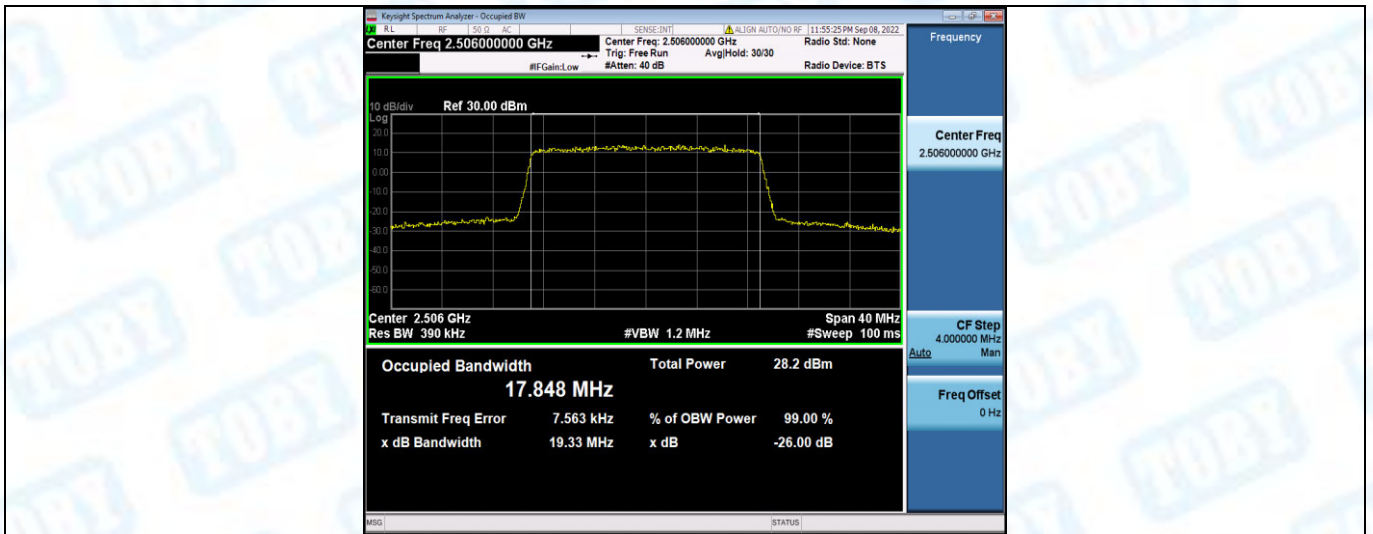 Keysight Spectrum Analyzer - Occupied BW
RL RF 50 Ω AC SENSE:INT ALIGN AUTO/NO RF 11:55:25 PM Sep 08, 2022
Center Freq 2.506000000 GHz Center Freq: 2.506000000 GHz Radio Std: None
Trig: Free Run Avg|Hold: 30/30
#IFGain:Low #Atten: 40 dB Radio Device: BTS
Frequency
10 dB/div Ref 30.00 dBm
Log
20.0
10.0
0.00
-10.0
-20.0
-30.0
-40.0
-50.0
-60.0
Center 2.506 GHz Span 40 MHz
Res BW 390 kHz #VBW 1.2 MHz #Sweep 100 ms
Occupied Bandwidth Total Power 28.2 dBm
17.848 MHz
Transmit Freq Error 7.563 kHz % of OBW Power 99.00 %
x dB Bandwidth 19.33 MHz x dB -26.00 dB
Center Freq
2.506000000 GHz
CF Step
4.000000 MHz
Auto Man
Freq Offset
0 Hz
MSG STATUS
TOBY
TOBY
TOBY
TOBY
TOBY
TOBY
TOBY
TOBY